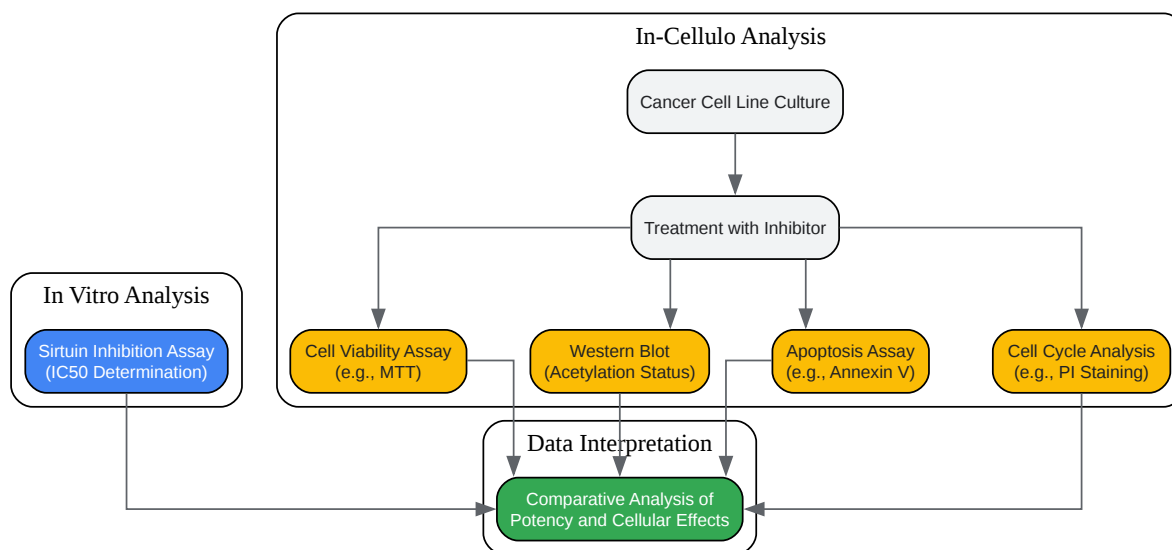 In-Cellulo Analysis
Cancer Cell Line Culture
Treatment with Inhibitor
In Vitro Analysis
Sirtuin Inhibition Assay
(IC50 Determination)
Cell Viability Assay
(e.g., MTT)
Western Blot
(Acetylation Status)
Apoptosis Assay
(e.g., Annexin V)
Cell Cycle Analysis
(e.g., PI Staining)
Data Interpretation
Comparative Analysis of
Potency and Cellular Effects